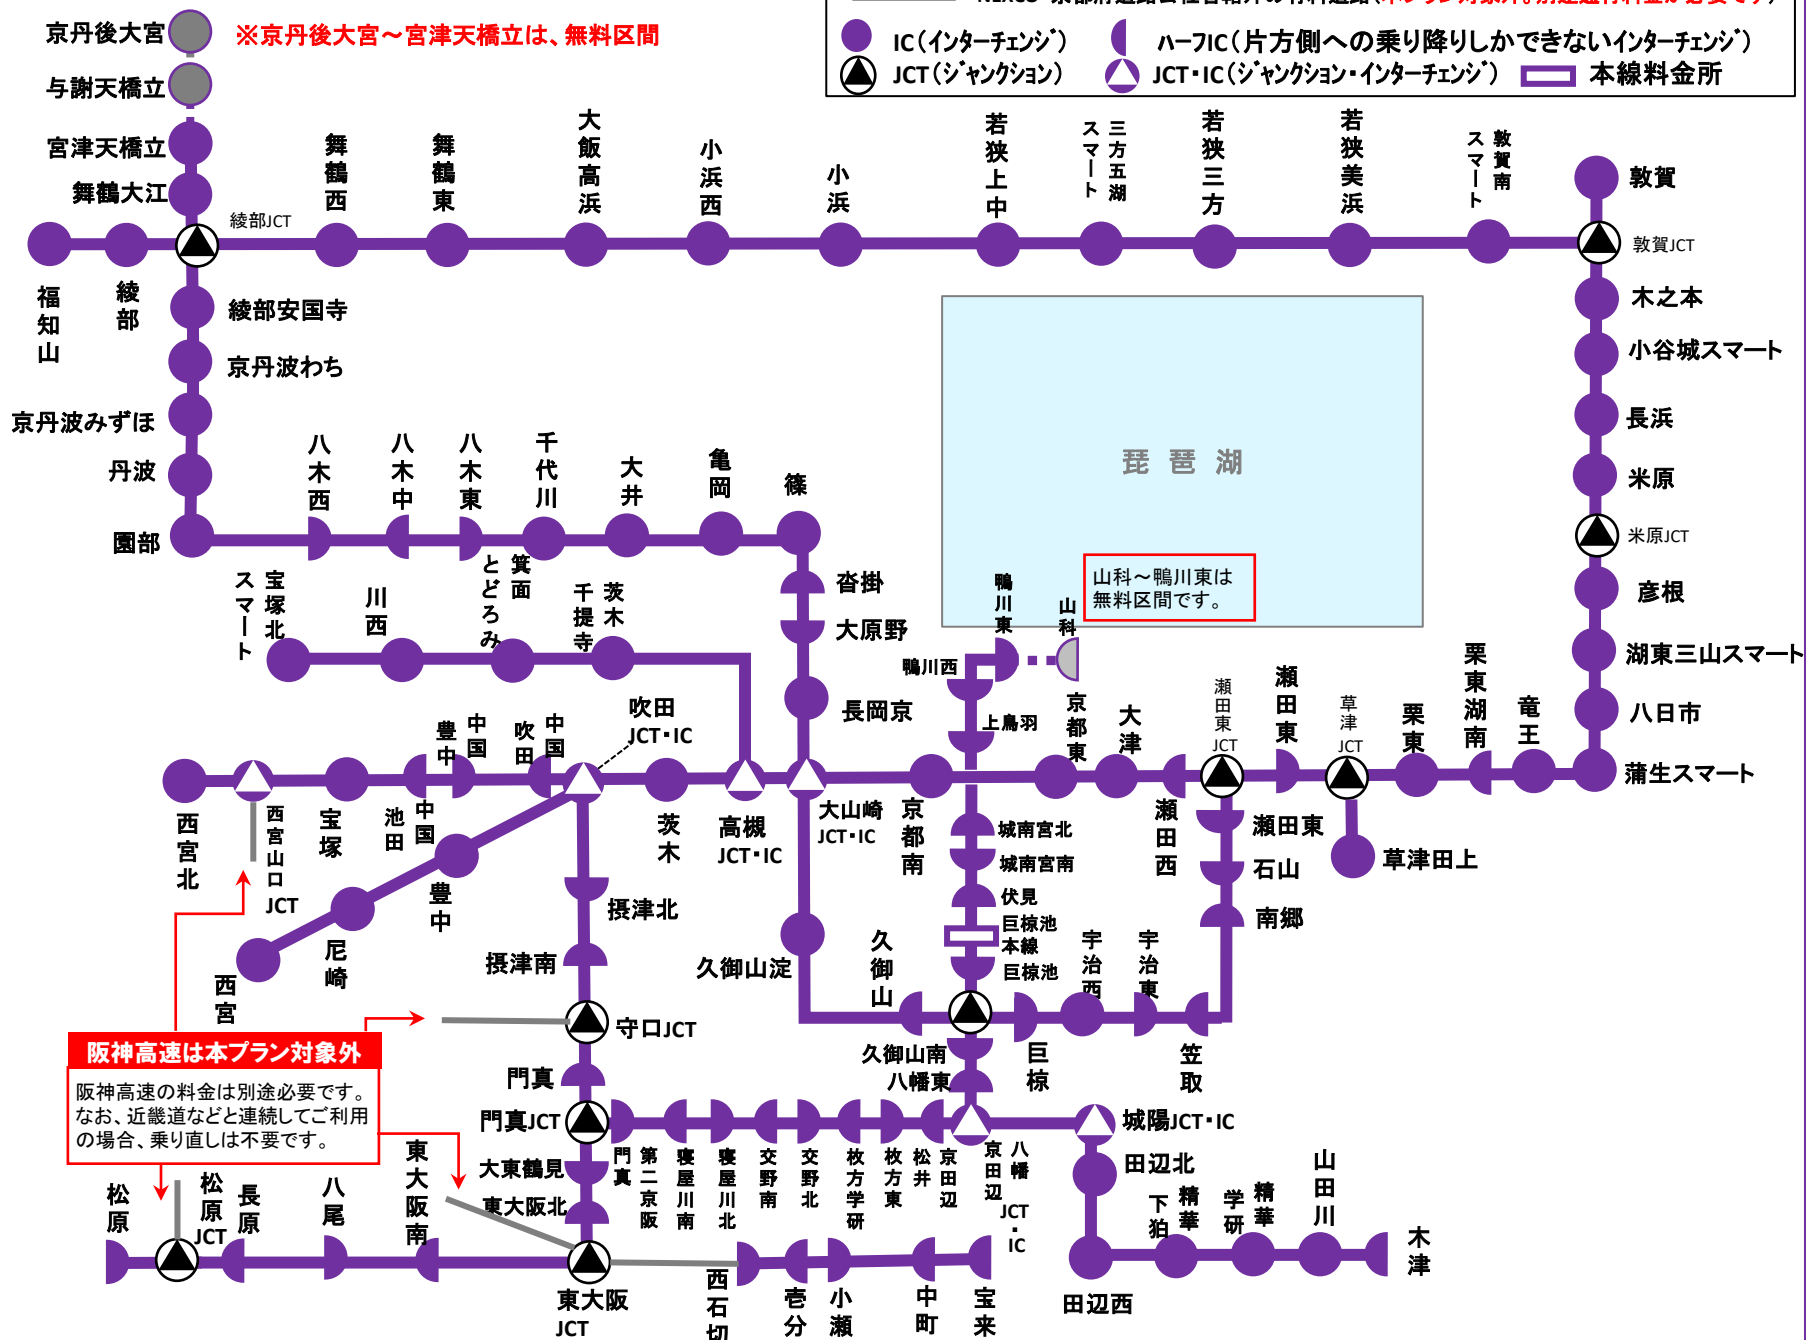 ※京丹後大宮～宮津天橋立は、無料区間
IC(インターチェンジ)
ハーフIC(片方側への乗り降りしかできないインターチェンジ)
JCT(ジャンクション)
JCT・IC(ジャンクション・インターチェンジ)
本線料金所
京丹後大宮
与謝天橋立
宮津天橋立
舞鶴大江
綾部JCT
舞鶴西
舞鶴東
大飯高浜
小浜西
小浜
若狭上中
三方五湖
スマート
若狭三方
若狭美浜
敦賀南
スマート
敦賀
敦賀JCT
福知山
綾部
綾部安国寺
京丹波わち
京丹波みずほ
丹波
園部
木之本
小谷城スマート
長浜
米原
米原JCT
彦根
湖東三山スマート
八日市
蒲生スマート
琵琶湖
八木西
八木中
八木東
千代川
大井
亀岡
篠
沓掛
大原野
長岡京
宝塚北
スマート
川西
箕面
とどろみ
茨木
千提寺
山科～鴨川東は
無料区間です。
鴨川東
山科
鴨川西
上鳥羽
京都東
大津
瀬田東
JCT
瀬田東
草津
JCT
栗東
栗東湖南
竜王
吹田
JCT・IC
中国
豊中
中国
吹田
西宮北
西宮山口
JCT
宝塚
中国
池田
茨木
高槻
JCT・IC
大山崎
JCT・IC
京都南
城南宮北
城南宮南
伏見
巨椋池
本線
巨椋池
瀬田西
瀬田東
石山
南郷
草津田上
豊中
尼崎
西宮
摂津北
摂津南
久御山淀
久御山
宇治西
宇治東
守口JCT
久御山南
八幡東
巨椋
笠取
阪神高速は本プラン対象外
阪神高速の料金は別途必要です。
なお、近畿道などと連続してご利用
の場合、乗り直しは不要です。
門真
門真JCT
大東鶴見
東大阪北
第二京阪
門真
寝屋川南
寝屋川北
交野南
交野北
枚方学研
枚方東
京田辺
松井
八幡
京田辺
JCT・IC
城陽JCT・IC
田辺北
田辺西
精華
下狛
精華
学研
山田川
木津
松原
松原
JCT
長原
八尾
東大阪南
東大阪
JCT
西石切
壱分
小瀬
中町
宝来